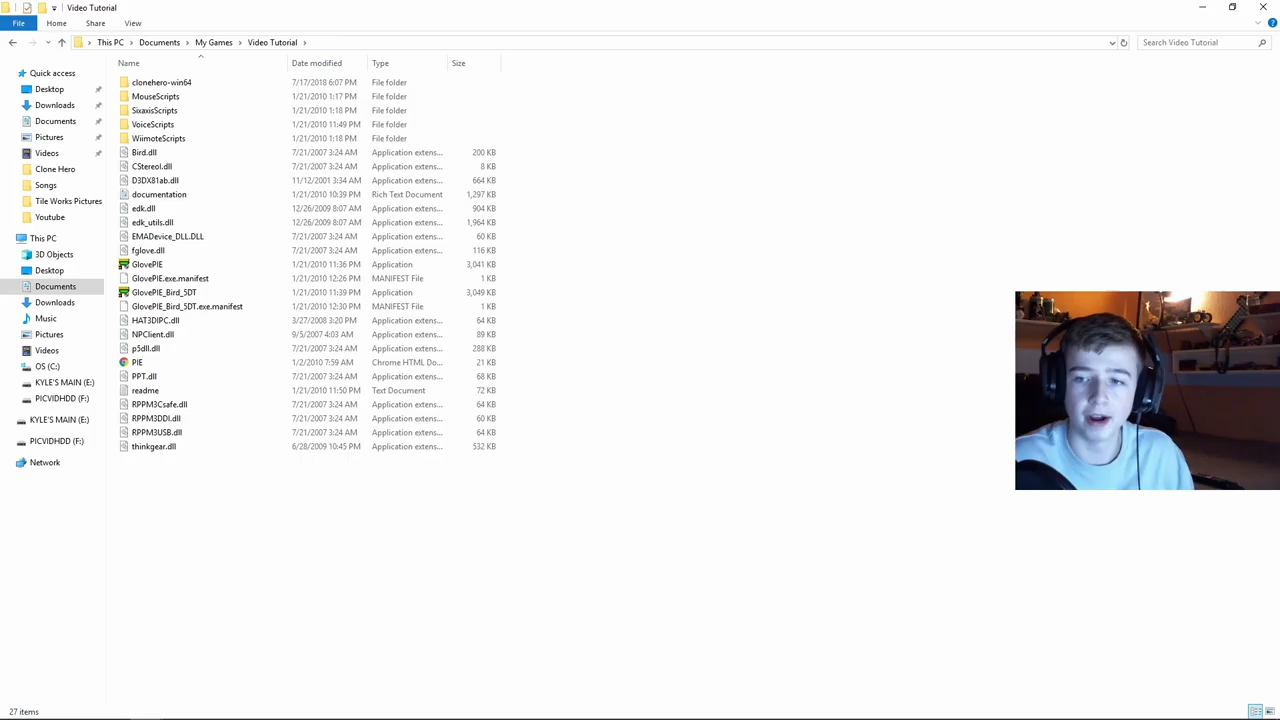 Video Tutorial
File Home Share View
This PC Documents My Games Video Tutorial Search Video Tutorial
Name Date modified Type Size
Quick access
Desktop
Downloads
Documents
Pictures
Videos
Clone Hero
Songs
Tile Works Pictures
Youtube
This PC
3D Objects
Desktop
Documents
Downloads
Music
Pictures
Videos
OS (C:)
KYLE'S MAIN (E:)
PICVIDHDD (F:)
KYLE'S MAIN (E:)
PICVIDHDD (F:)
Network
clonehero-win64 7/17/2018 6:07 PM File folder
MouseScripts 1/21/2010 1:17 PM File folder
SixaxisScripts 1/21/2010 1:18 PM File folder
VoiceScripts 1/21/2010 11:49 PM File folder
WiimoteScripts 1/21/2010 1:18 PM File folder
Bird.dll 7/21/2007 3:24 AM Application extens... 200 KB
CStereol.dll 7/21/2007 3:24 AM Application extens... 8 KB
D3DX81ab.dll 11/12/2001 3:34 AM Application extens... 664 KB
documentation 1/21/2010 10:39 PM Rich Text Document 1,297 KB
edk.dll 12/26/2009 8:07 AM Application extens... 904 KB
edk_utils.dll 12/26/2009 8:07 AM Application extens... 1,964 KB
EMADevice_DLL.DLL 7/21/2007 3:24 AM Application extens... 60 KB
fglove.dll 7/21/2007 3:24 AM Application extens... 116 KB
GlovePIE 1/21/2010 11:36 PM Application 3,041 KB
GlovePIE.exe.manifest 1/21/2010 12:26 PM MANIFEST File 1 KB
GlovePIE_Bird_5DT 1/21/2010 11:39 PM Application 3,049 KB
GlovePIE_Bird_5DT.exe.manifest 1/21/2010 12:30 PM MANIFEST File 1 KB
HAT3DIPC.dll 3/27/2008 3:20 PM Application extens... 64 KB
NPClient.dll 9/5/2007 4:03 AM Application extens... 89 KB
p5dll.dll 7/21/2007 3:24 AM Application extens... 288 KB
PIE 1/2/2010 7:59 AM Chrome HTML Do... 21 KB
PPT.dll 7/21/2007 3:24 AM Application extens... 68 KB
readme 1/21/2010 11:50 PM Text Document 72 KB
RPPM3Csafe.dll 7/21/2007 3:24 AM Application extens... 64 KB
RPPM3DDI.dll 7/21/2007 3:24 AM Application extens... 60 KB
RPPM3USB.dll 7/21/2007 3:24 AM Application extens... 64 KB
thinkgear.dll 6/28/2009 10:45 PM Application extens... 532 KB
27 items